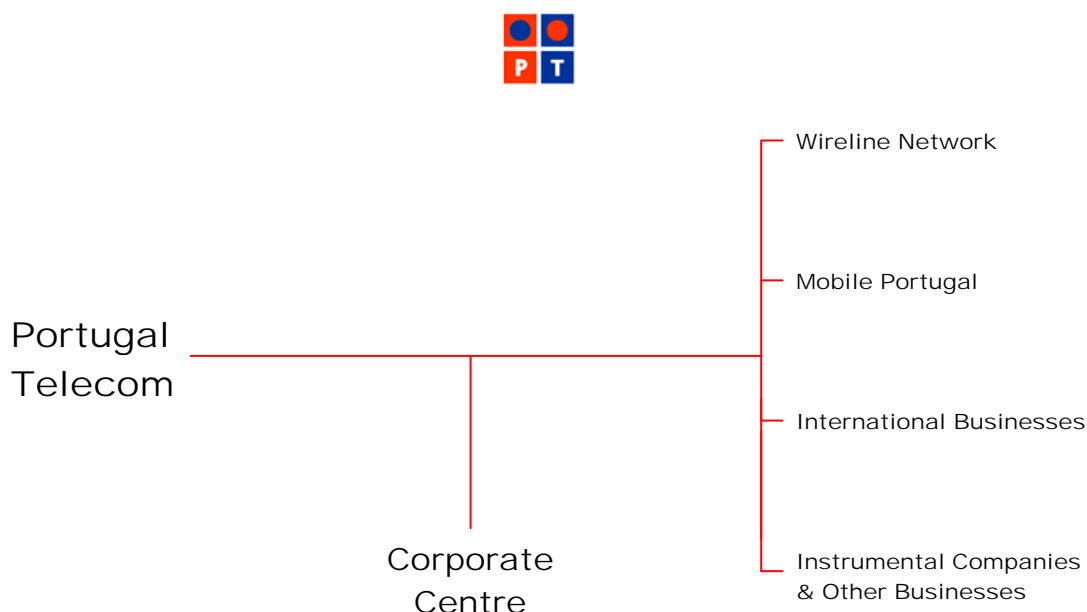 P T
Wireline Network
Mobile Portugal
Portugal
Telecom
International Businesses
Corporate
Centre
Instrumental Companies
& Other Businesses